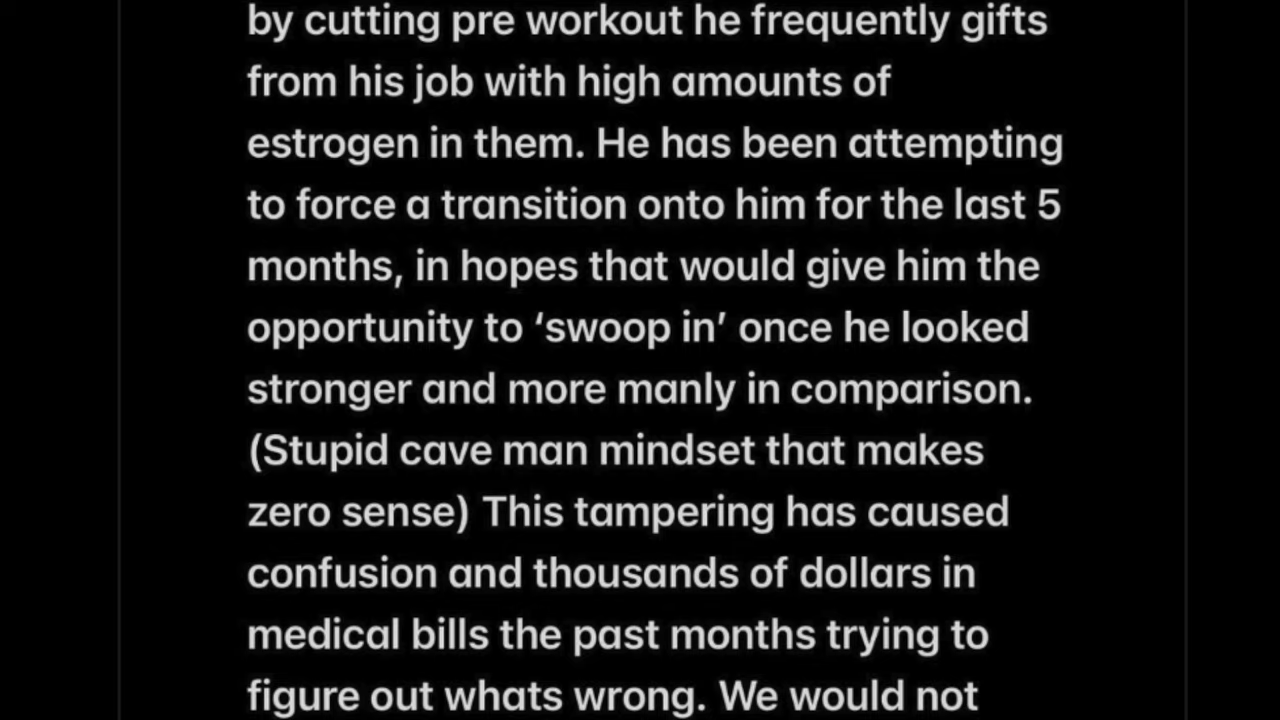 by cutting pre workout he frequently gifts
from his job with high amounts of
estrogen in them. He has been attempting
to force a transition onto him for the last 5
months, in hopes that would give him the
opportunity to ‘swoop in’ once he looked
stronger and more manly in comparison.
(Stupid cave man mindset that makes
zero sense) This tampering has caused
confusion and thousands of dollars in
medical bills the past months trying to
figure out whats wrong. We would not